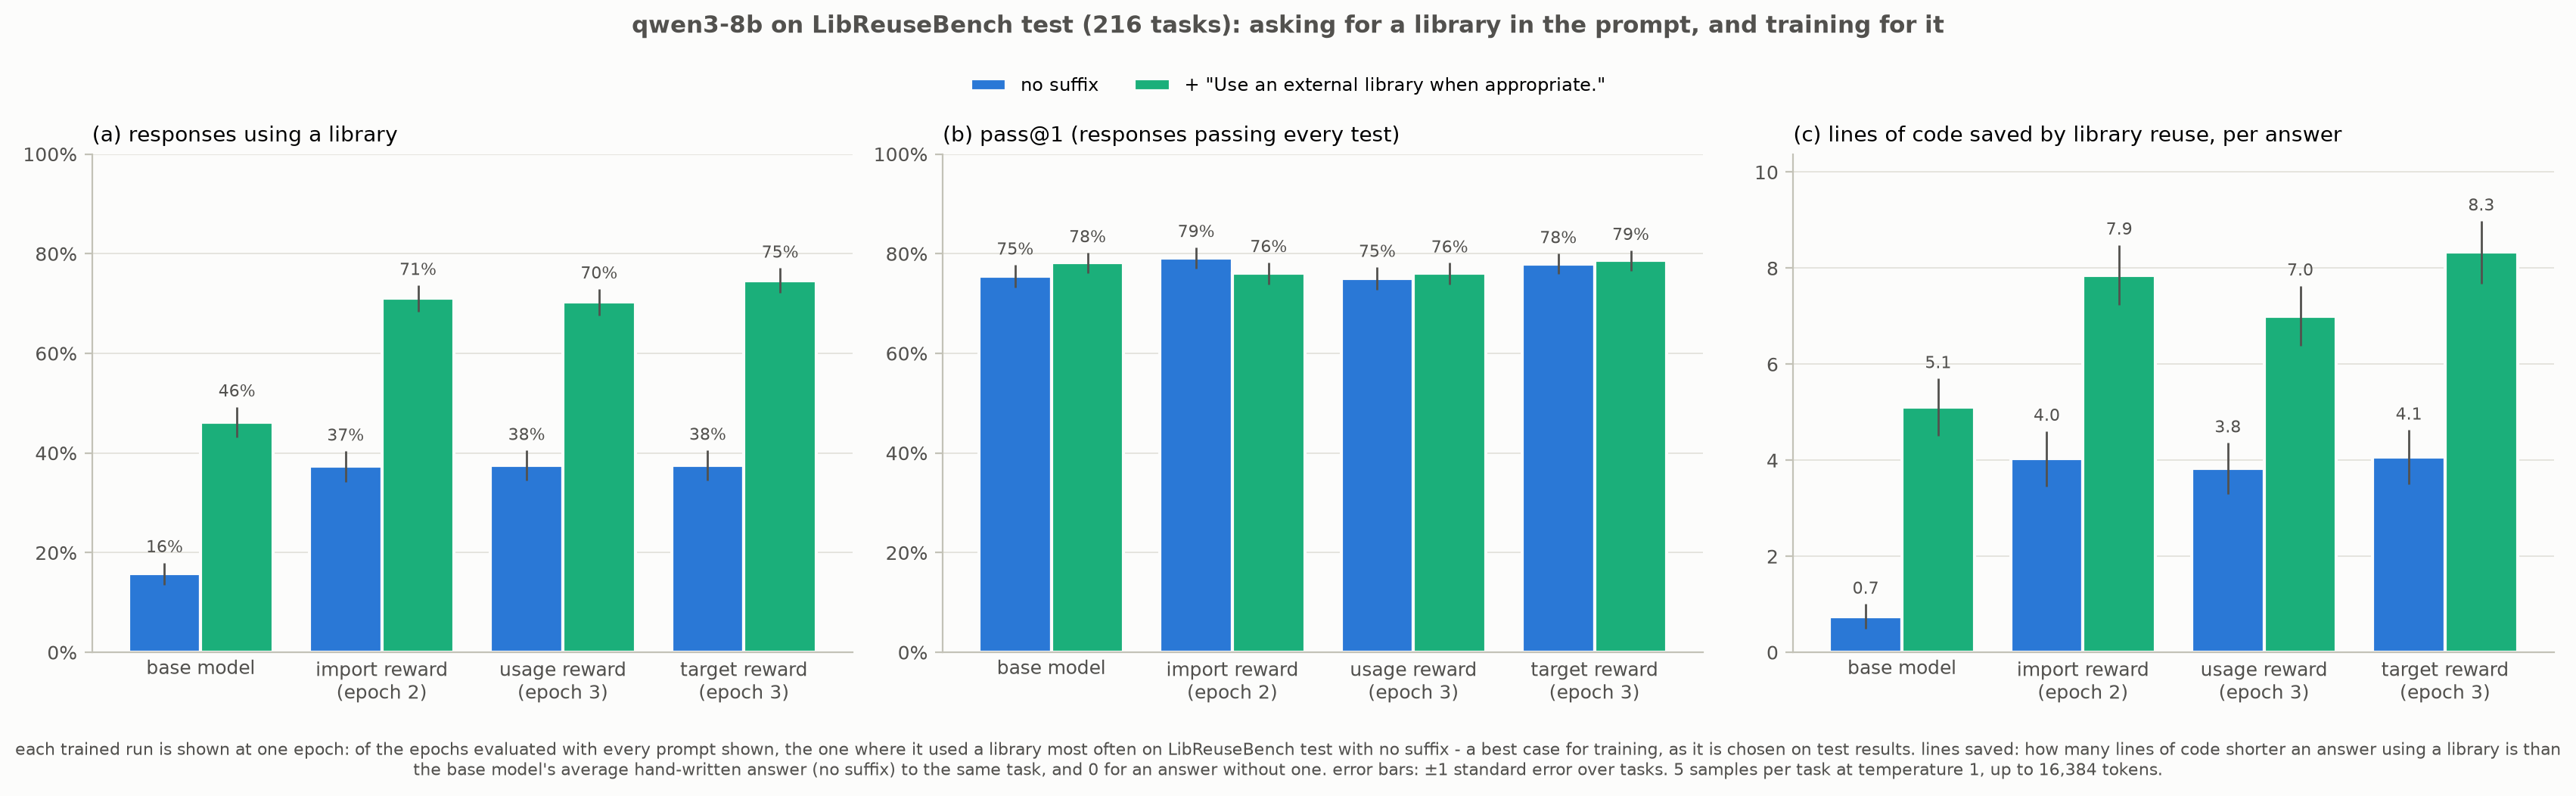 qwen3-8b on LibReuseBench test (216 tasks): asking for a library in the prompt, and training for it
no suffix
+ "Use an external library when appropriate."
(a) responses using a library
100%
80%
60%
40%
20%
0%
16%
46%
37%
71%
38%
70%
38%
75%
base model
import reward
(epoch 2)
usage reward
(epoch 3)
target reward
(epoch 3)
(b) pass@1 (responses passing every test)
100%
80%
60%
40%
20%
0%
75%
78%
79%
76%
75%
76%
78%
79%
base model
import reward
(epoch 2)
usage reward
(epoch 3)
target reward
(epoch 3)
(c) lines of code saved by library reuse, per answer
10
8
6
4
2
0
0.7
5.1
4.0
7.9
3.8
7.0
4.1
8.3
base model
import reward
(epoch 2)
usage reward
(epoch 3)
target reward
(epoch 3)
each trained run is shown at one epoch: of the epochs evaluated with every prompt shown, the one where it used a library most often on LibReuseBench test with no suffix - a best case for training, as it is chosen on test results. lines saved: how many lines of code shorter an answer using a library is than
the base model's average hand-written answer (no suffix) to the same task, and 0 for an answer without one. error bars: ±1 standard error over tasks. 5 samples per task at temperature 1, up to 16,384 tokens.